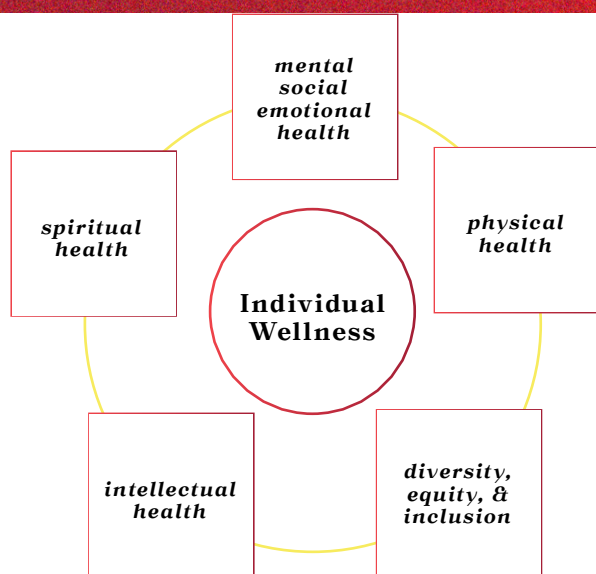 mental
social
emotional
health
physical
health
spiritual
health
Individual
Wellness
intellectual
health
diversity,
equity, &
inclusion